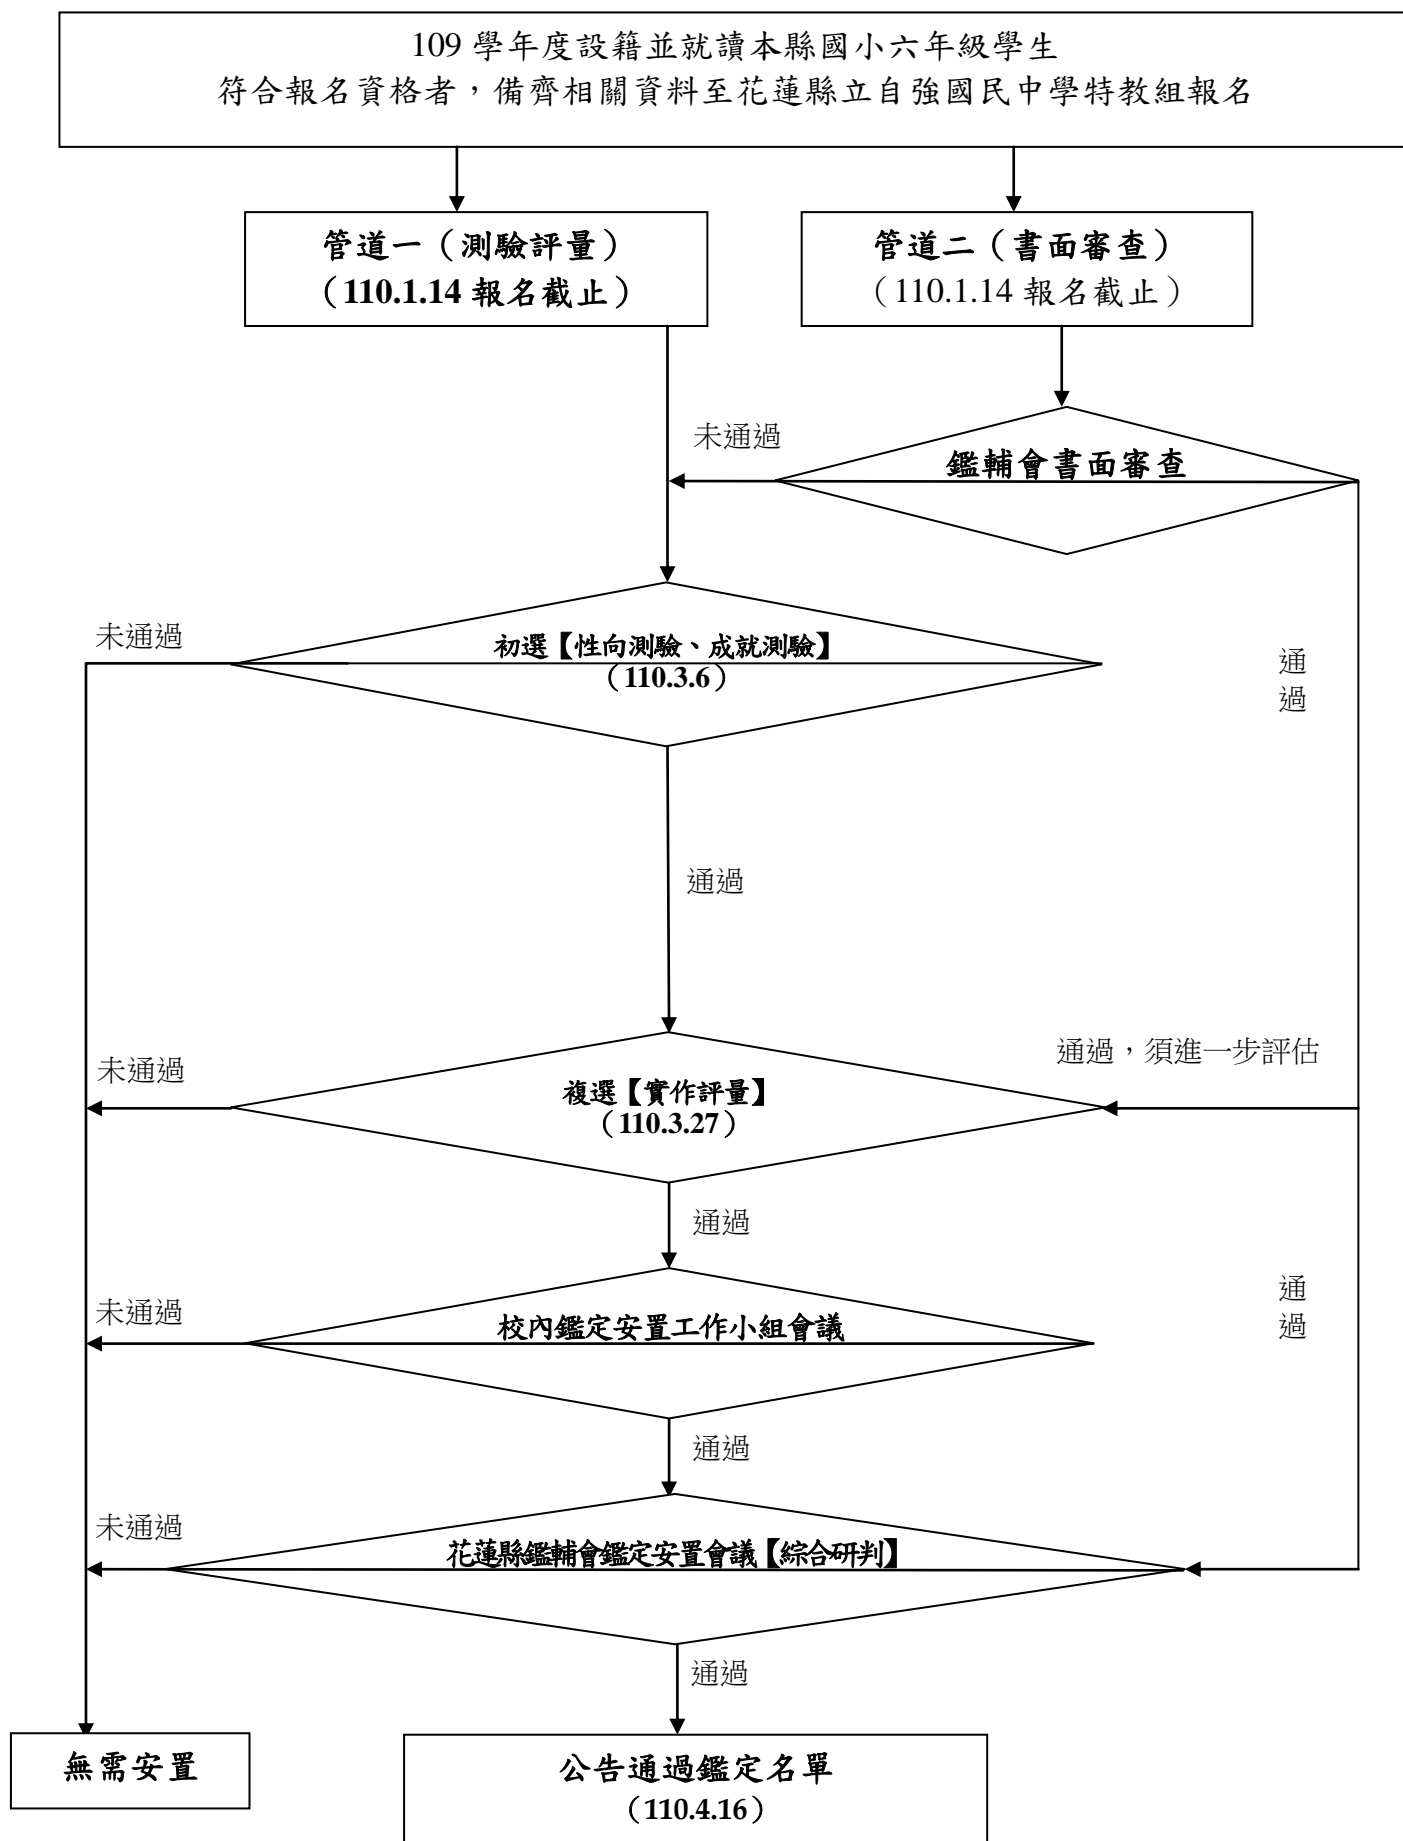 109 學年度設籍並就讀本縣國小六年級學生
符合報名資格者，備齊相關資料至花蓮縣立自強國民中學特教組報名
管道一（測驗評量）
（110.1.14 報名截止）
管道二（書面審查）
（110.1.14 報名截止）
未通過
鑑輔會書面審查
未通過
初選【性向測驗、成就測驗】
（110.3.6）
通
過
通過
通過，須進一步評估
未通過
複選【實作評量】
（110.3.27）
通過
未通過
校內鑑定安置工作小組會議
通
過
通過
未通過
花蓮縣鑑輔會鑑定安置會議【綜合研判】
通過
無需安置
公告通過鑑定名單
（110.4.16）